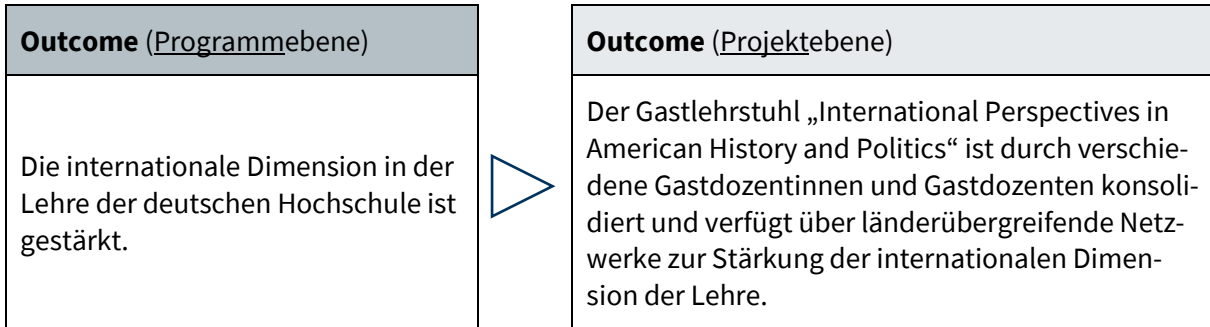 Outcome (Programmebene)
Die internationale Dimension in der
Lehre der deutschen Hochschule ist
gestärkt.
Outcome (Projektebene)
Der Gastlehrstuhl „International Perspectives in
American History and Politics“ ist durch verschie-
dene Gastdozentinnen und Gastdozenten konsoli-
diert und verfügt über länderübergreifende Netz-
werke zur Stärkung der internationalen Dimen-
sion der Lehre.